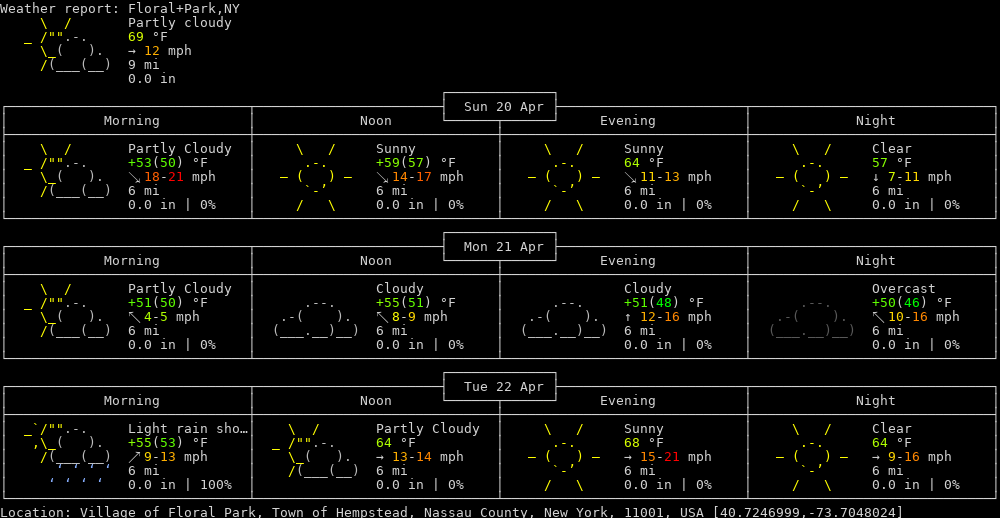 Weather report: Floral+Park,NY
Partly cloudy
69 °F
→ 12 mph
9 mi
0.0 in
Sun 20 Apr
Morning Noon Evening Night
Partly Cloudy Sunny Sunny Clear
+53(50) °F +59(57) °F 64 °F 57 °F
↘ 18-21 mph ↘ 14-17 mph ↘ 11-13 mph ↓ 7-11 mph
6 mi 6 mi 6 mi 6 mi
0.0 in | 0% 0.0 in | 0% 0.0 in | 0% 0.0 in | 0%
Mon 21 Apr
Morning Noon Evening Night
Partly Cloudy Cloudy Cloudy Overcast
+51(50) °F +55(51) °F +51(48) °F +50(46) °F
↖ 4-5 mph ↖ 8-9 mph ↑ 12-16 mph ↖ 10-16 mph
6 mi 6 mi 6 mi 6 mi
0.0 in | 0% 0.0 in | 0% 0.0 in | 0% 0.0 in | 0%
Tue 22 Apr
Morning Noon Evening Night
Light rain sho… Partly Cloudy Sunny Clear
+55(53) °F 64 °F 68 °F 64 °F
↗ 9-13 mph → 13-14 mph → 15-21 mph → 9-16 mph
6 mi 6 mi 6 mi 6 mi
0.0 in | 100% 0.0 in | 0% 0.0 in | 0% 0.0 in | 0%
Location: Village of Floral Park, Town of Hempstead, Nassau County, New York, 11001, USA [40.7246999,-73.7048024]